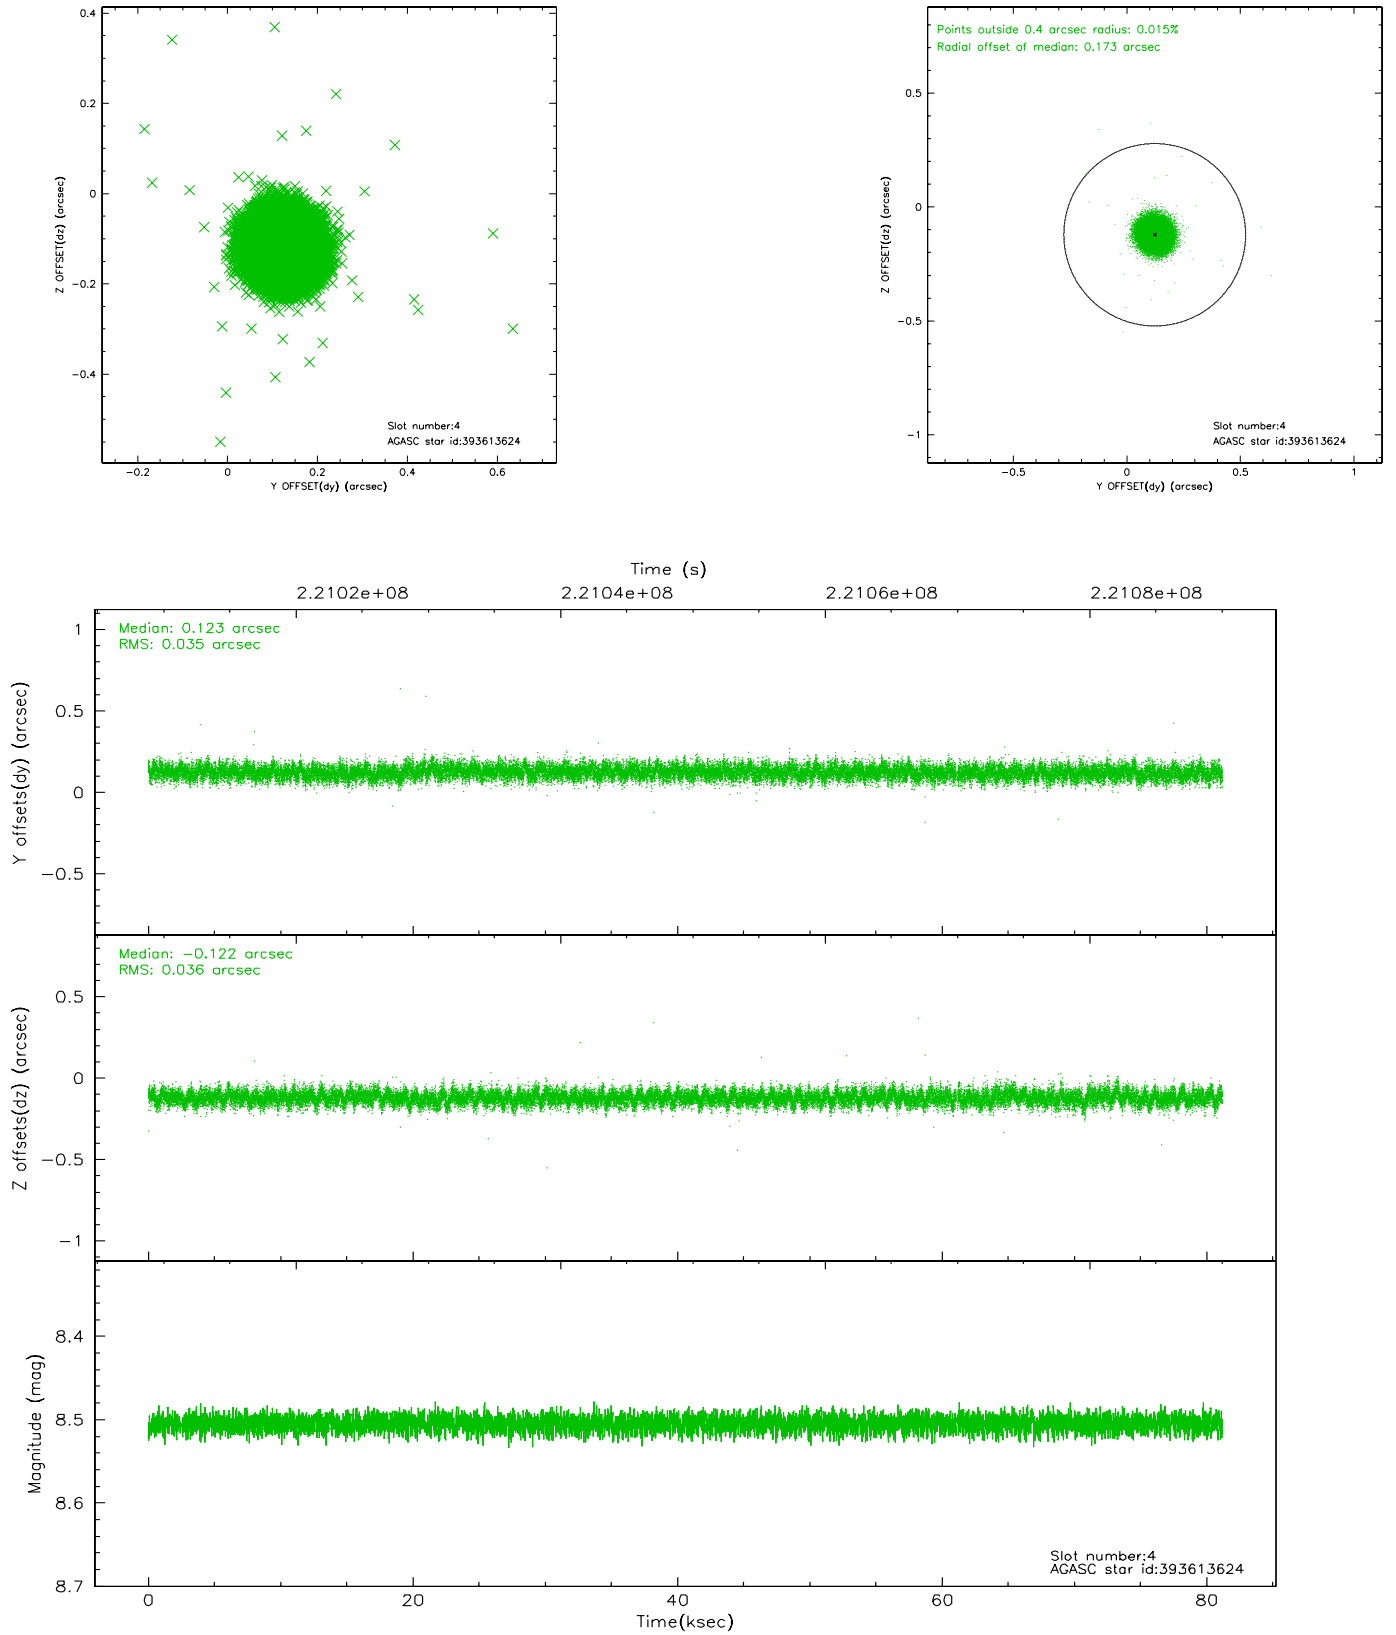 0.4
0.2
0
−0.2
−0.4
Z OFFSET(dz) (arcsec)
Slot number:4
AGASC star id:393613624
−0.2 0 0.2 0.4 0.6
Y OFFSET(dy) (arcsec)
Points outside 0.4 arcsec radius: 0.015%
Radial offset of median: 0.173 arcsec
0.5
0
−0.5
−1
Z OFFSET(dz) (arcsec)
Slot number:4
AGASC star id:393613624
−0.5 0 0.5 1
Y OFFSET(dy) (arcsec)
Time (s)
2.2102e+08 2.2104e+08 2.2106e+08 2.2108e+08
Median: 0.123 arcsec
RMS: 0.035 arcsec
1
0.5
0
−0.5
Y offsets(dy) (arcsec)
Median: −0.122 arcsec
RMS: 0.036 arcsec
0.5
0
−0.5
−1
Z offsets(dz) (arcsec)
8.4
8.5
8.6
8.7
Magnitude (mag)
Slot number:4
AGASC star id:393613624
0 20 40 60 80
Time(ksec)